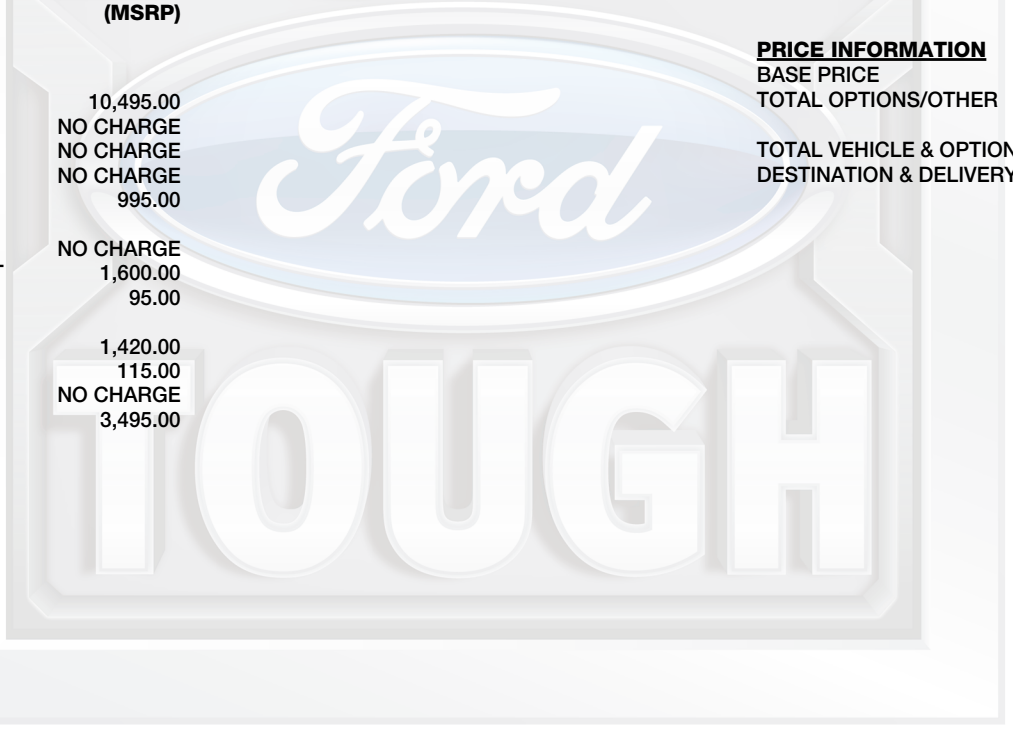 (MSRP)
10,495.00
NO CHARGE
NO CHARGE
NO CHARGE
995.00
NO CHARGE
1,600.00
95.00
1,420.00
115.00
NO CHARGE
3,495.00
PRICE INFORMATION
BASE PRICE
TOTAL OPTIONS/OTHER
TOTAL VEHICLE & OPTION
DESTINATION & DELIVERY
Ford
TOUGH